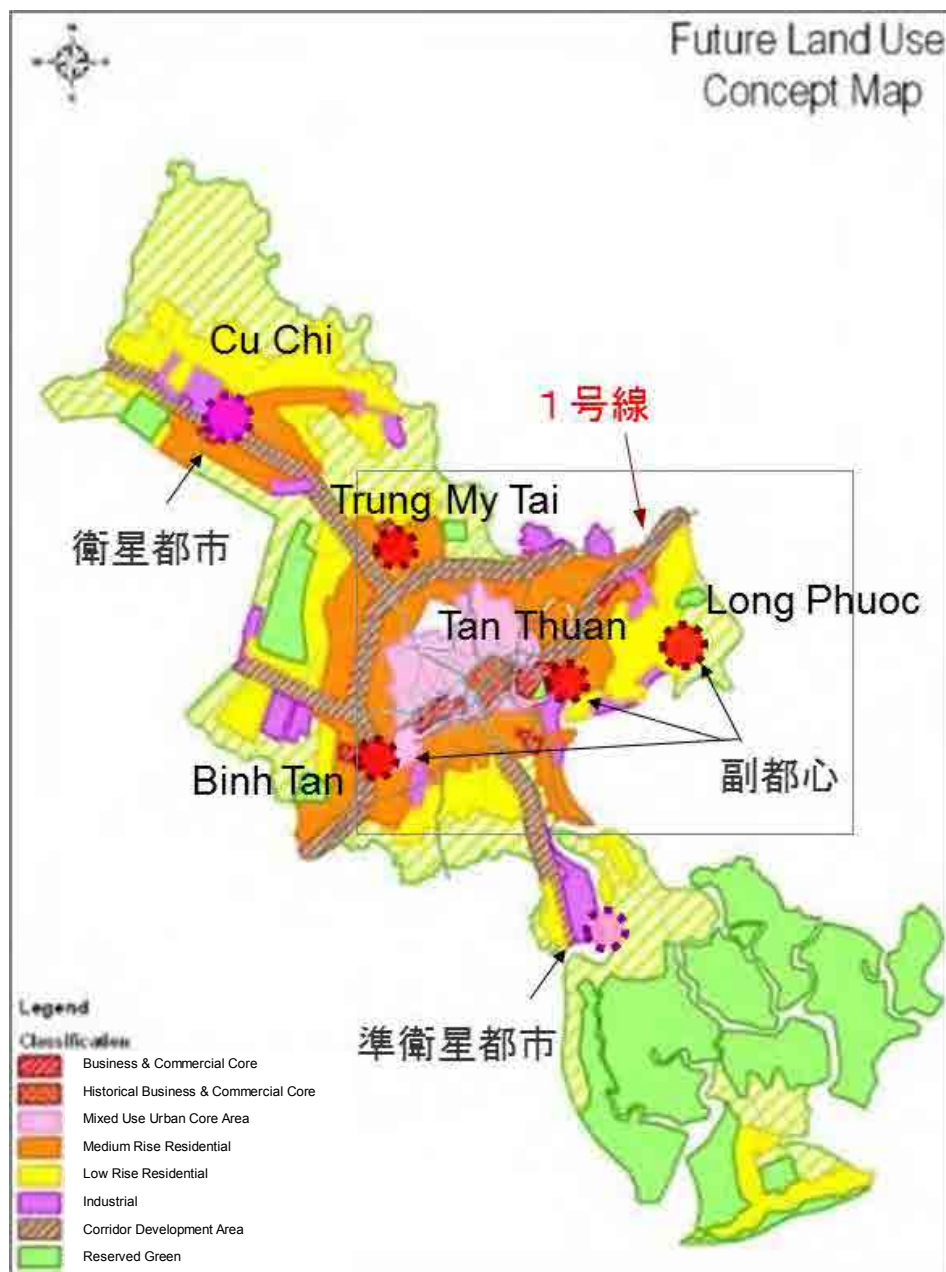 Future Land Use
Concept Map
Cu Chi
1号線
Trung My Tai
衛星都市
Long Phuoc
Tan Thuan
副都心
Binh Tan
準衛星都市
Legend
Classification
Business & Commercial Core
Historical Business & Commercial Core
Mixed Use Urban Core Area
Medium Rise Residential
Low Rise Residential
Industrial
Corridor Development Area
Reserved Green